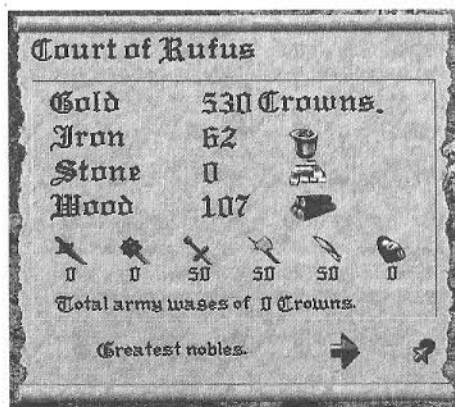 Court of Rufus
Gold 530 Crowns.
Iron 62
Stone 0
Wood 107
0 0 50 50 50 0
Total army wages of 0 Crowns.
Greatest nobles.